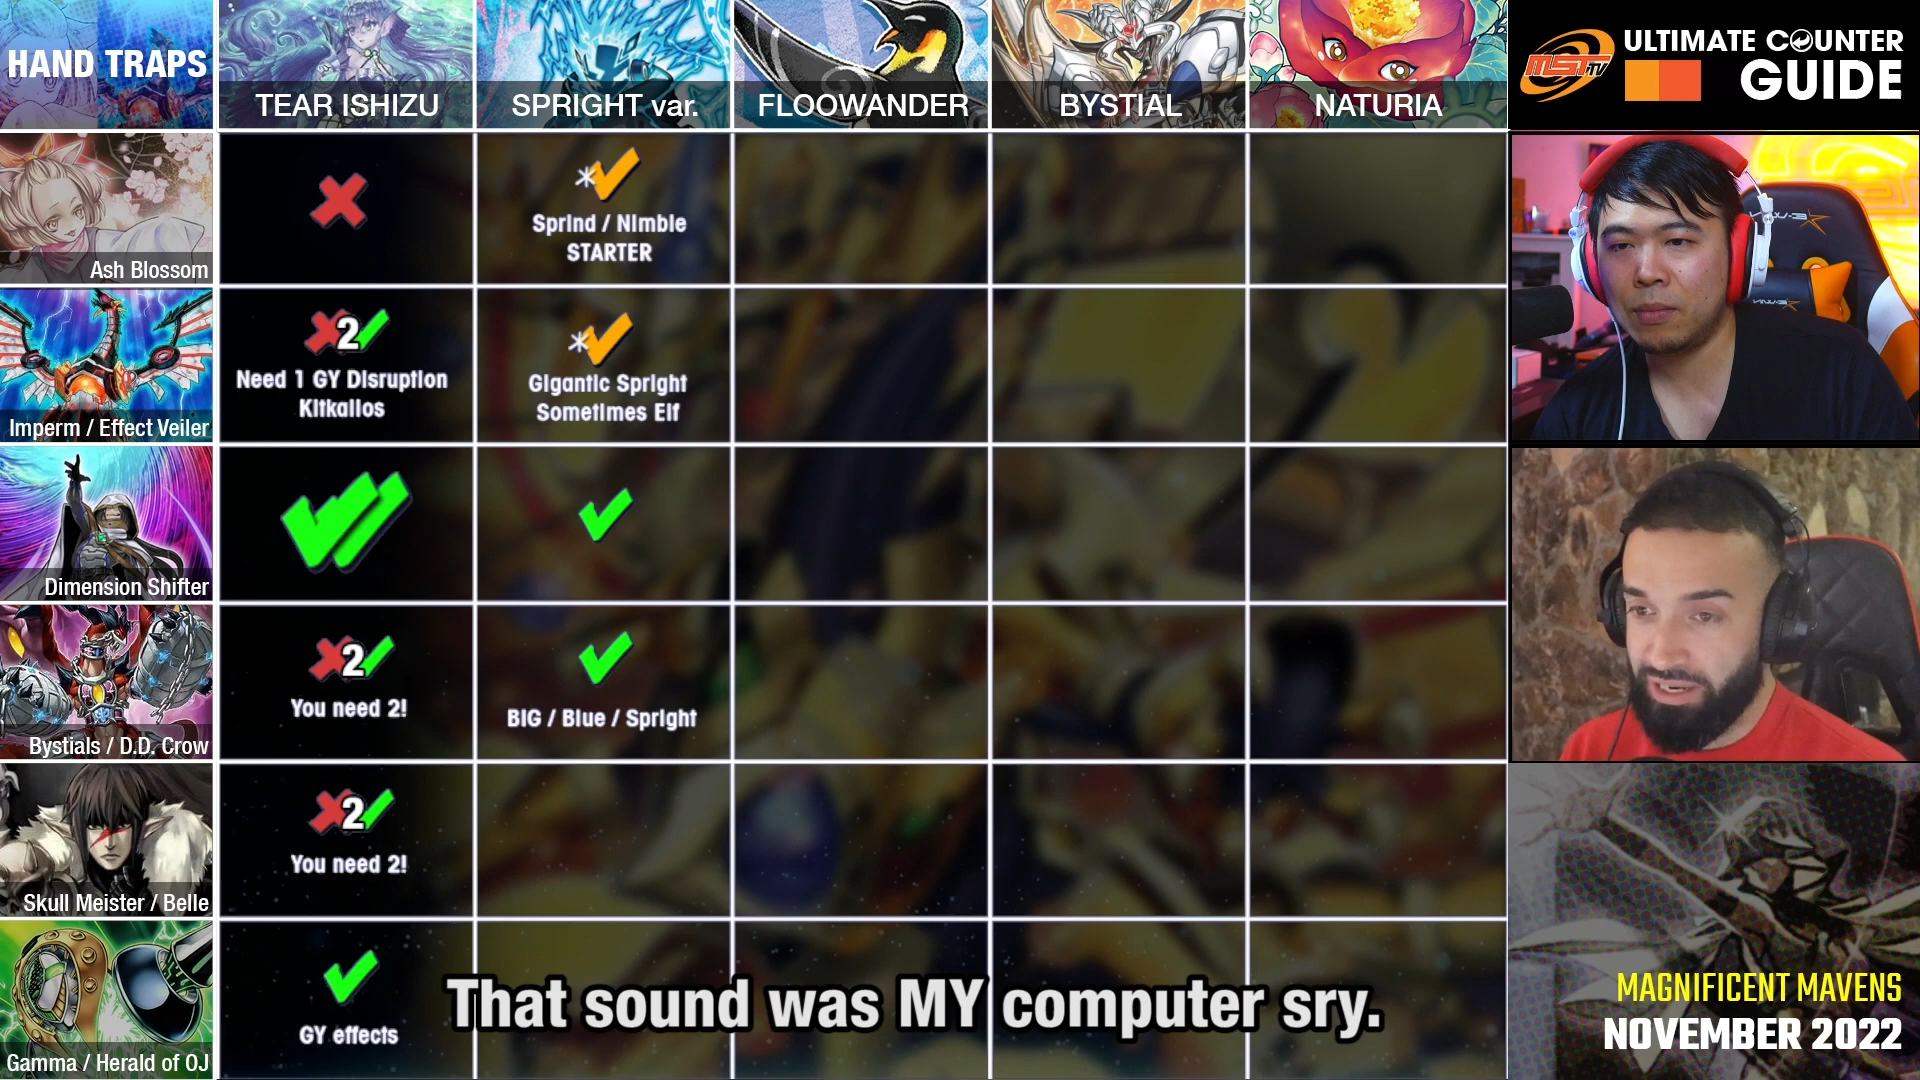 HAND TRAPS
TEAR ISHIZU
SPRIGHT var.
FLOOWANDER
BYSTIAL
NATURIA
MSTTV
ULTIMATE COUNTER
GUIDE
Ash Blossom
*
Sprind / Nimble
STARTER
Imperm / Effect Veiler
2
Need 1 GY Disruption
Kitkallos
*
Gigantic Spright
Sometimes Elf
Dimension Shifter
Bystials / D.D. Crow
2
You need 2!
BIG / Blue / Spright
Skull Meister / Belle
2
You need 2!
Gamma / Herald of OJ
GY effects
That sound was MY computer sry.
MAGNIFICENT MAVENS
NOVEMBER 2022